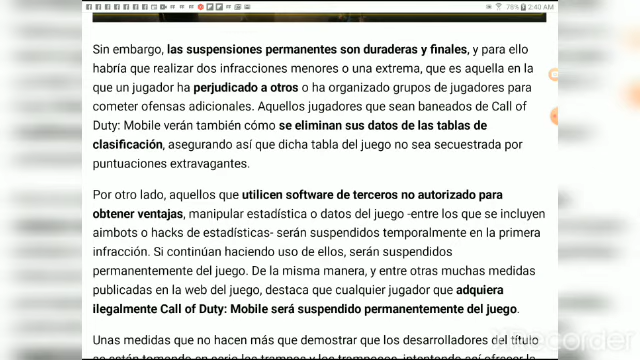 78% 2:40 AM
Sin embargo, las suspensiones permanentes son duraderas y finales, y para ello
habría que realizar dos infracciones menores o una extrema, que es aquella en la
que un jugador ha perjudicado a otros o ha organizado grupos de jugadores para
cometer ofensas adicionales. Aquellos jugadores que sean baneados de Call of
Duty: Mobile verán también cómo se eliminan sus datos de las tablas de
clasificación, asegurando así que dicha tabla del juego no sea secuestrada por
puntuaciones extravagantes.
Por otro lado, aquellos que utilicen software de terceros no autorizado para
obtener ventajas, manipular estadística o datos del juego -entre los que se incluyen
aimbots o hacks de estadísticas- serán suspendidos temporalmente en la primera
infracción. Si continúan haciendo uso de ellos, serán suspendidos
permanentemente del juego. De la misma manera, y entre otras muchas medidas
publicadas en la web del juego, destaca que cualquier jugador que adquiera
ilegalmente Call of Duty: Mobile será suspendido permanentemente del juego.
Unas medidas que no hacen más que demostrar que los desarrolladores del título